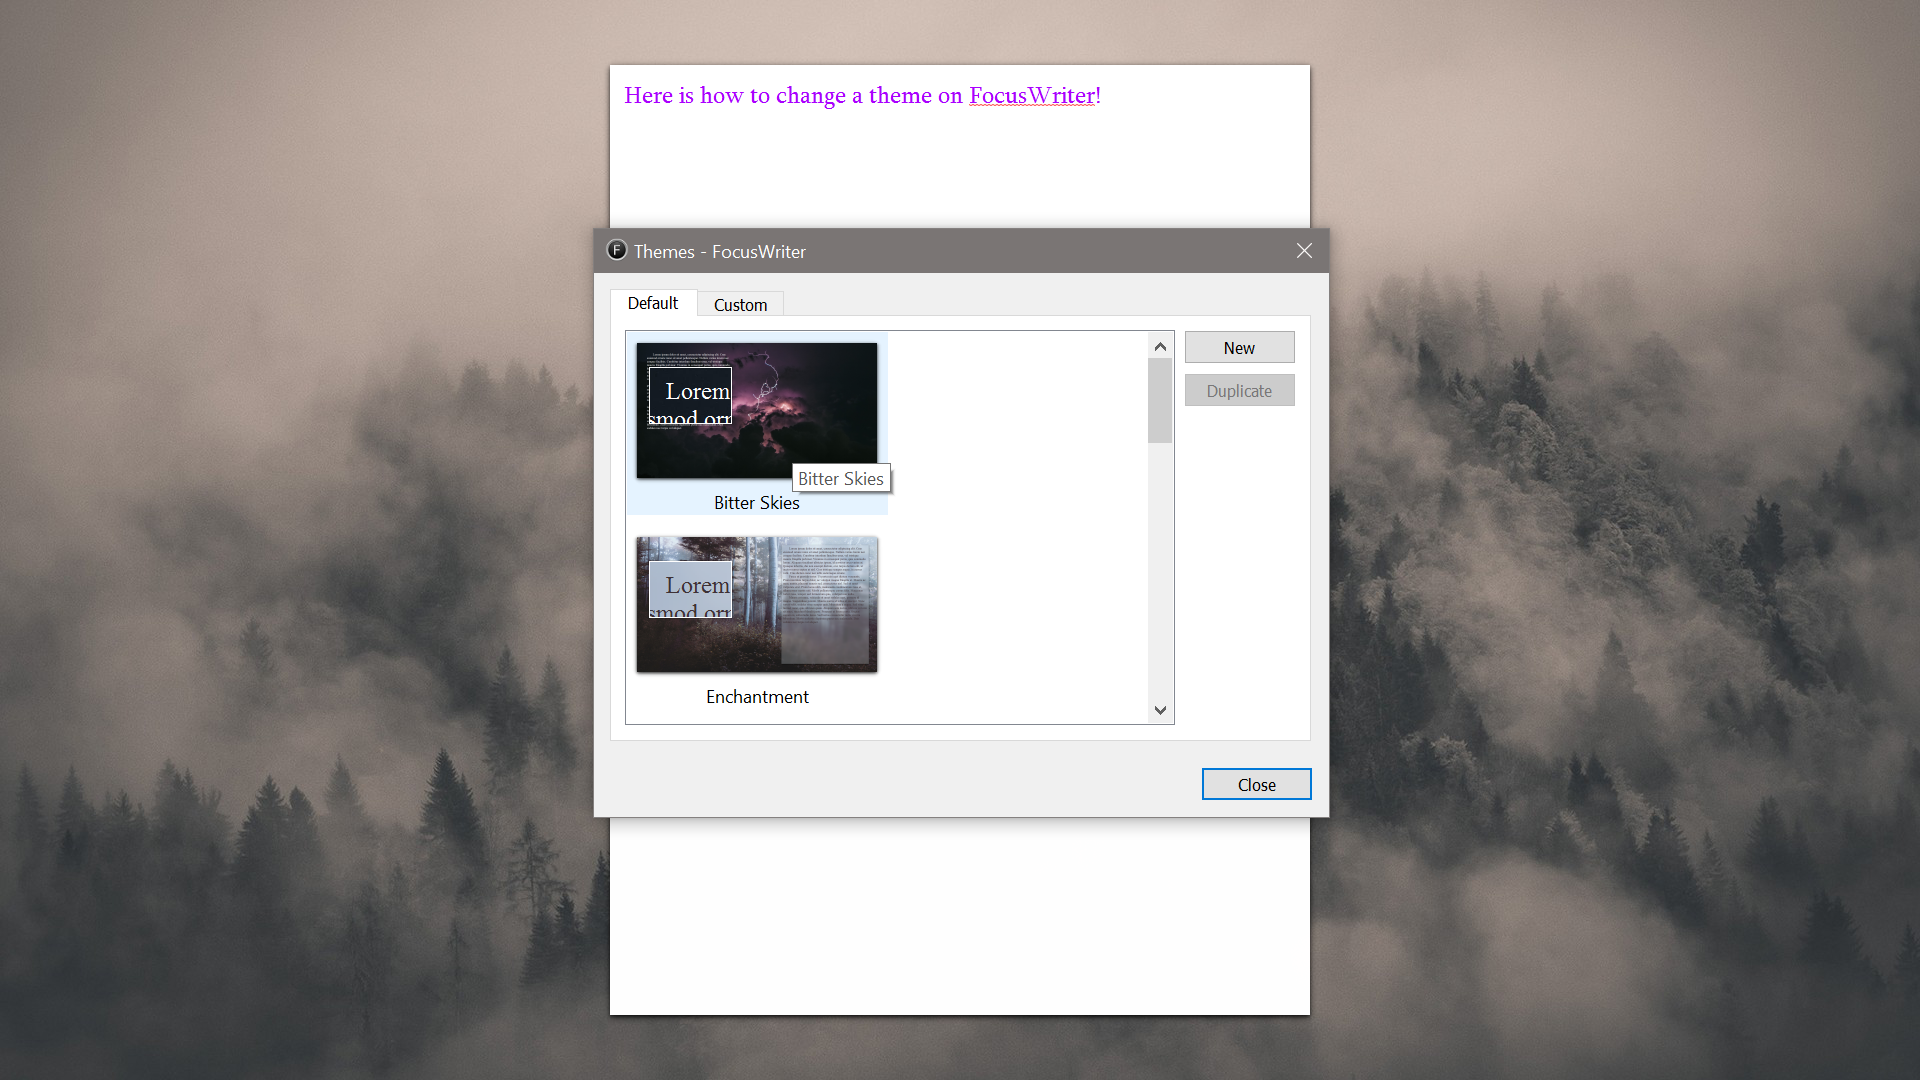 Here is how to change a theme on FocusWriter!
F Themes - FocusWriter
Default
Custom
Lorem
smod orr
Bitter Skies
Bitter Skies
Lorem
smod orr
Enchantment
New
Duplicate
Close